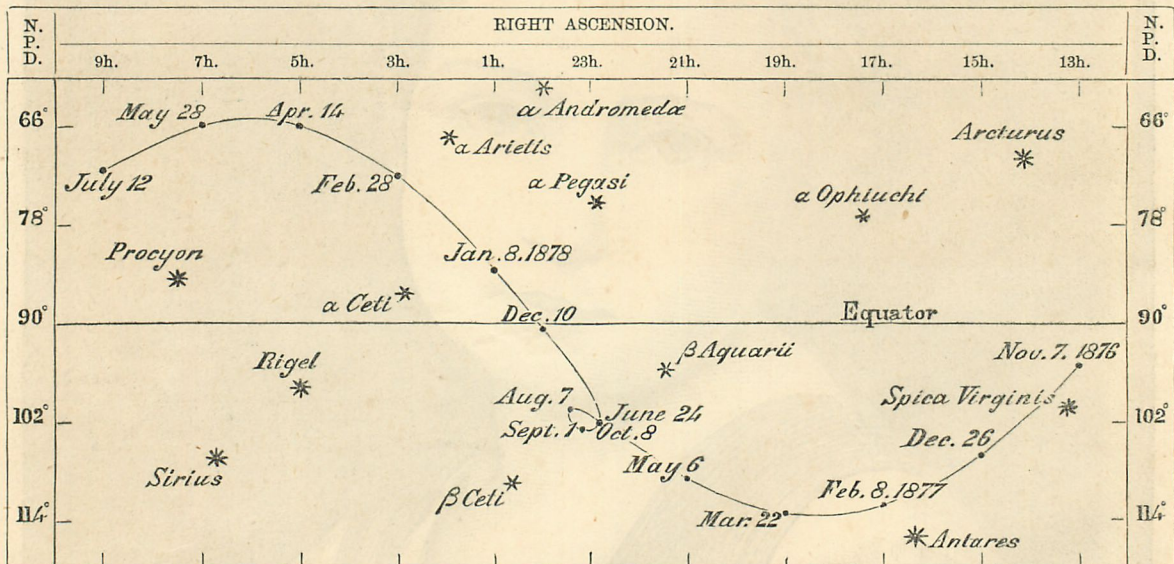 RIGHT ASCENSION.
N. P. D.
N. P. D.
9h. 7h. 5h. 3h. 1h. 23h. 21h. 19h. 17h. 15h. 13h.
α Andromedæ
May 28 Apr. 14
66° 66°
Arcturus
α Arietis
July 12 Feb. 28 α Pegasi
α Ophiuchi
78° 78°
Procyon Jan. 8. 1878
α Ceti
Dec. 10 Equator
90° 90°
β Aquarii Nov. 7. 1876
Rigel
Aug. 7 Spica Virginis
102° June 24 102°
Sept. 1 Oct. 8
Dec. 26
May 6
Sirius
β Ceti Feb. 8. 1877
114° Mar. 22 114°
Antares